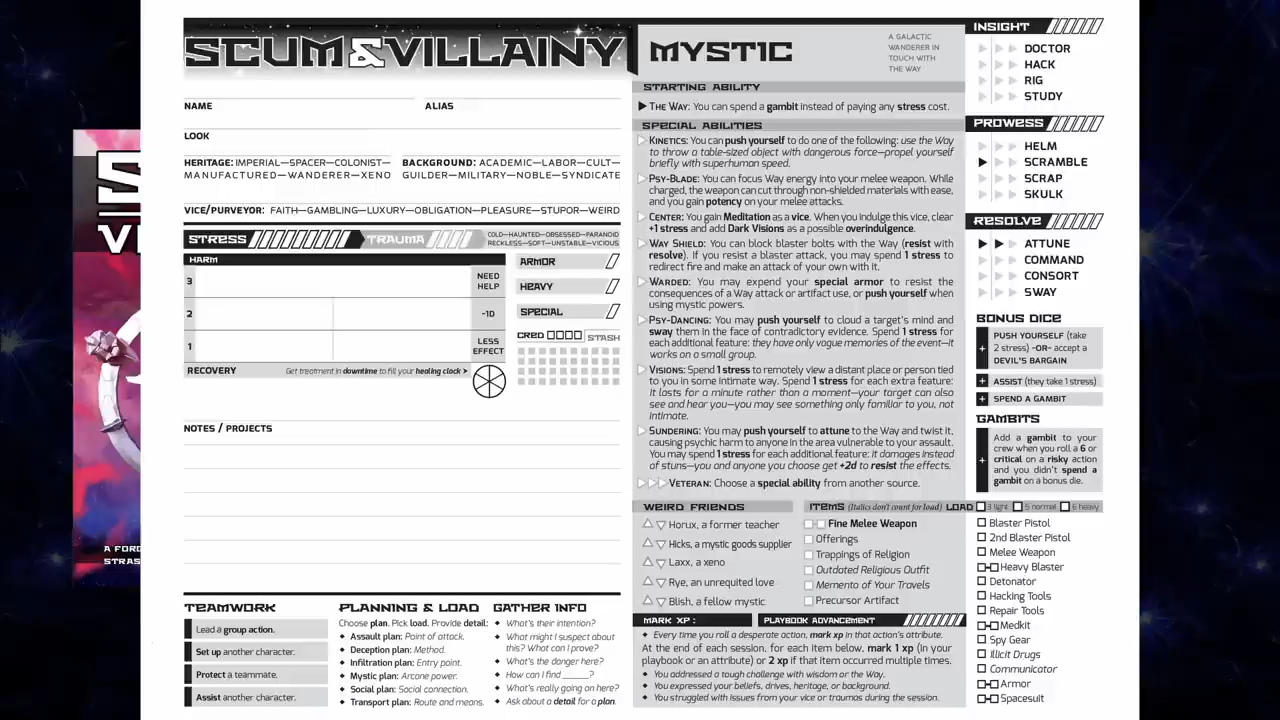 SCUM&VILLAINY
NAME
ALIAS
LOOK
HERITAGE: IMPERIAL—SPACER—COLONIST—
MANUFACTURED—WANDERER—XENO
BACKGROUND: ACADEMIC—LABOR—CULT—
GUILDER—MILITARY—NOBLE—SYNDICATE
VICE/PURVEYOR: FAITH—GAMBLING—LUXURY—OBLIGATION—PLEASURE—STUPOR—WEIRD
STRESS
TRAUMA
COLD—HAUNTED—OBSESSED—PARANOID
RECKLESS—SOFT—UNSTABLE—VICIOUS
HARM
3
NEED
HELP
2
-1D
1
LESS
EFFECT
RECOVERY
Get treatment in downtime to fill your healing clock
ARMOR
HEAVY
SPECIAL
CRED
STASH
NOTES / PROJECTS
TEAMWORK
Lead a group action.
Set up another character.
Protect a teammate.
Assist another character.
PLANNING & LOAD
Choose plan. Pick load. Provide detail:
Assault plan: Point of attack.
Deception plan: Method.
Infiltration plan: Entry point.
Mystic plan: Arcane power.
Social plan: Social connection.
Transport plan: Route and means.
GATHER INFO
What's their intention?
What might I suspect about
this? What can I prove?
What's the danger here?
How can I find _____?
What's really going on here?
Ask about a detail for a plan.
MYSTIC
A GALACTIC
WANDERER IN
TOUCH WITH
THE WAY
STARTING ABILITY
THE WAY: You can spend a gambit instead of paying any stress cost.
SPECIAL ABILITIES
KINETICS: You can push yourself to do one of the following: use the Way
to throw a table-sized object with dangerous force—propel yourself
briefly with superhuman speed.
PSY-BLADE: You can focus Way energy into your melee weapon. While
charged, the weapon can cut through non-shielded materials with ease,
and you gain potency on your melee attacks.
CENTER: You gain Meditation as a vice. When you indulge this vice, clear
+1 stress and add Dark Visions as a possible overindulgence.
WAY SHIELD: You can block blaster bolts with the Way (resist with
resolve). If you resist a blaster attack, you may spend 1 stress to
redirect fire and make an attack of your own with it.
WARDED: You may expend your special armor to resist the
consequences of a Way attack or artifact use, or push yourself when
using mystic powers.
PSY-DANCING: You may push yourself to cloud a target's mind and
sway them in the face of contradictory evidence. Spend 1 stress for
each additional feature: they have only vague memories of the event—it
works on a small group.
VISIONS: Spend 1 stress to remotely view a distant place or person tied
to you in some intimate way. Spend 1 stress for each extra feature:
it lasts for a minute rather than a moment—your target can also
see and hear you—you may see something only familiar to you, not
intimate.
SUNDERING: You may push yourself to attune to the Way and twist it,
causing psychic harm to anyone in the area vulnerable to your assault.
You may spend 1 stress for each additional feature: it damages instead
of stuns—you and anyone you choose get +2d to resist the effects.
VETERAN: Choose a special ability from another source.
WEIRD FRIENDS
Horux, a former teacher
Hicks, a mystic goods supplier
Laxx, a xeno
Rye, an unrequited love
Blish, a fellow mystic
ITEMS (Italics don't count for load)
LOAD 3 light 5 normal 6 heavy
Fine Melee Weapon
Offerings
Trappings of Religion
Outdated Religious Outfit
Memento of Your Travels
Precursor Artifact
MARK XP:
PLAYBOOK ADVANCEMENT
Every time you roll a desperate action, mark xp in that action's attribute.
At the end of each session, for each item below, mark 1 xp (in your
playbook or an attribute) or 2 xp if that item occurred multiple times.
You addressed a tough challenge with wisdom or the Way.
You expressed your beliefs, drives, heritage, or background.
You struggled with issues from your vice or traumas during the session.
INSIGHT
DOCTOR
HACK
RIG
STUDY
PROWESS
HELM
SCRAMBLE
SCRAP
SKULK
RESOLVE
ATTUNE
COMMAND
CONSORT
SWAY
BONUS DICE
+ PUSH YOURSELF (take
2 stress) -OR- accept a
DEVIL'S BARGAIN
+ ASSIST (they take 1 stress)
+ SPEND A GAMBIT
GAMBITS
+ Add a gambit to your
crew when you roll a 6 or
critical on a risky action
and you didn't spend a
gambit on a bonus die.
Blaster Pistol
2nd Blaster Pistol
Melee Weapon
Heavy Blaster
Detonator
Hacking Tools
Repair Tools
Medkit
Spy Gear
Illicit Drugs
Communicator
Armor
Spacesuit
S
V
A FORG
STRAS